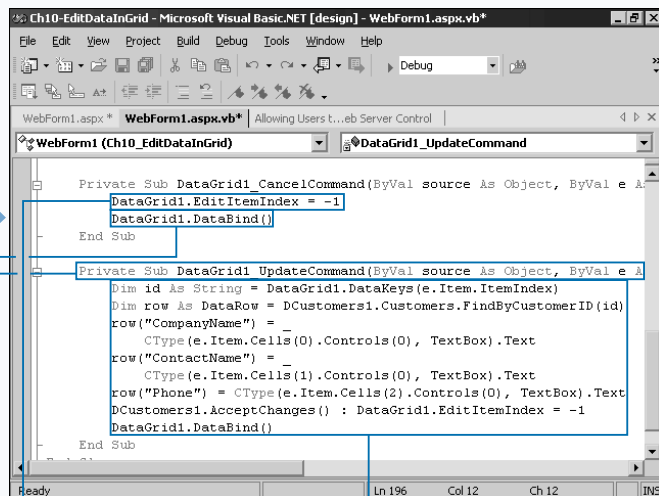 Ch10-EditDataInGrid - Microsoft Visual Basic.NET [design] - WebForm1.aspx.vb*
File Edit View Project Build Debug Tools Window Help
Debug
WebForm1.aspx * WebForm1.aspx.vb* Allowing Users t...eb Server Control
WebForm1 (Ch10_EditDataInGrid) DataGrid1_UpdateCommand
Private Sub DataGrid1_CancelCommand(ByVal source As Object, ByVal e A
DataGrid1.EditItemIndex = -1
DataGrid1.DataBind()
End Sub
Private Sub DataGrid1_UpdateCommand(ByVal source As Object, ByVal e A
Dim id As String = DataGrid1.DataKeys(e.Item.ItemIndex)
Dim row As DataRow = DCustomers1.Customers.FindByCustomerID(id)
row("CompanyName") = _
CType(e.Item.Cells(0).Controls(0), TextBox).Text
row("ContactName") = _
CType(e.Item.Cells(1).Controls(0), TextBox).Text
row("Phone") = CType(e.Item.Cells(2).Controls(0), TextBox).Text
DCustomers1.AcceptChanges() : DataGrid1.EditItemIndex = -1
DataGrid1.DataBind()
End Sub
Ready Ln 196 Col 12 Ch 12 INS